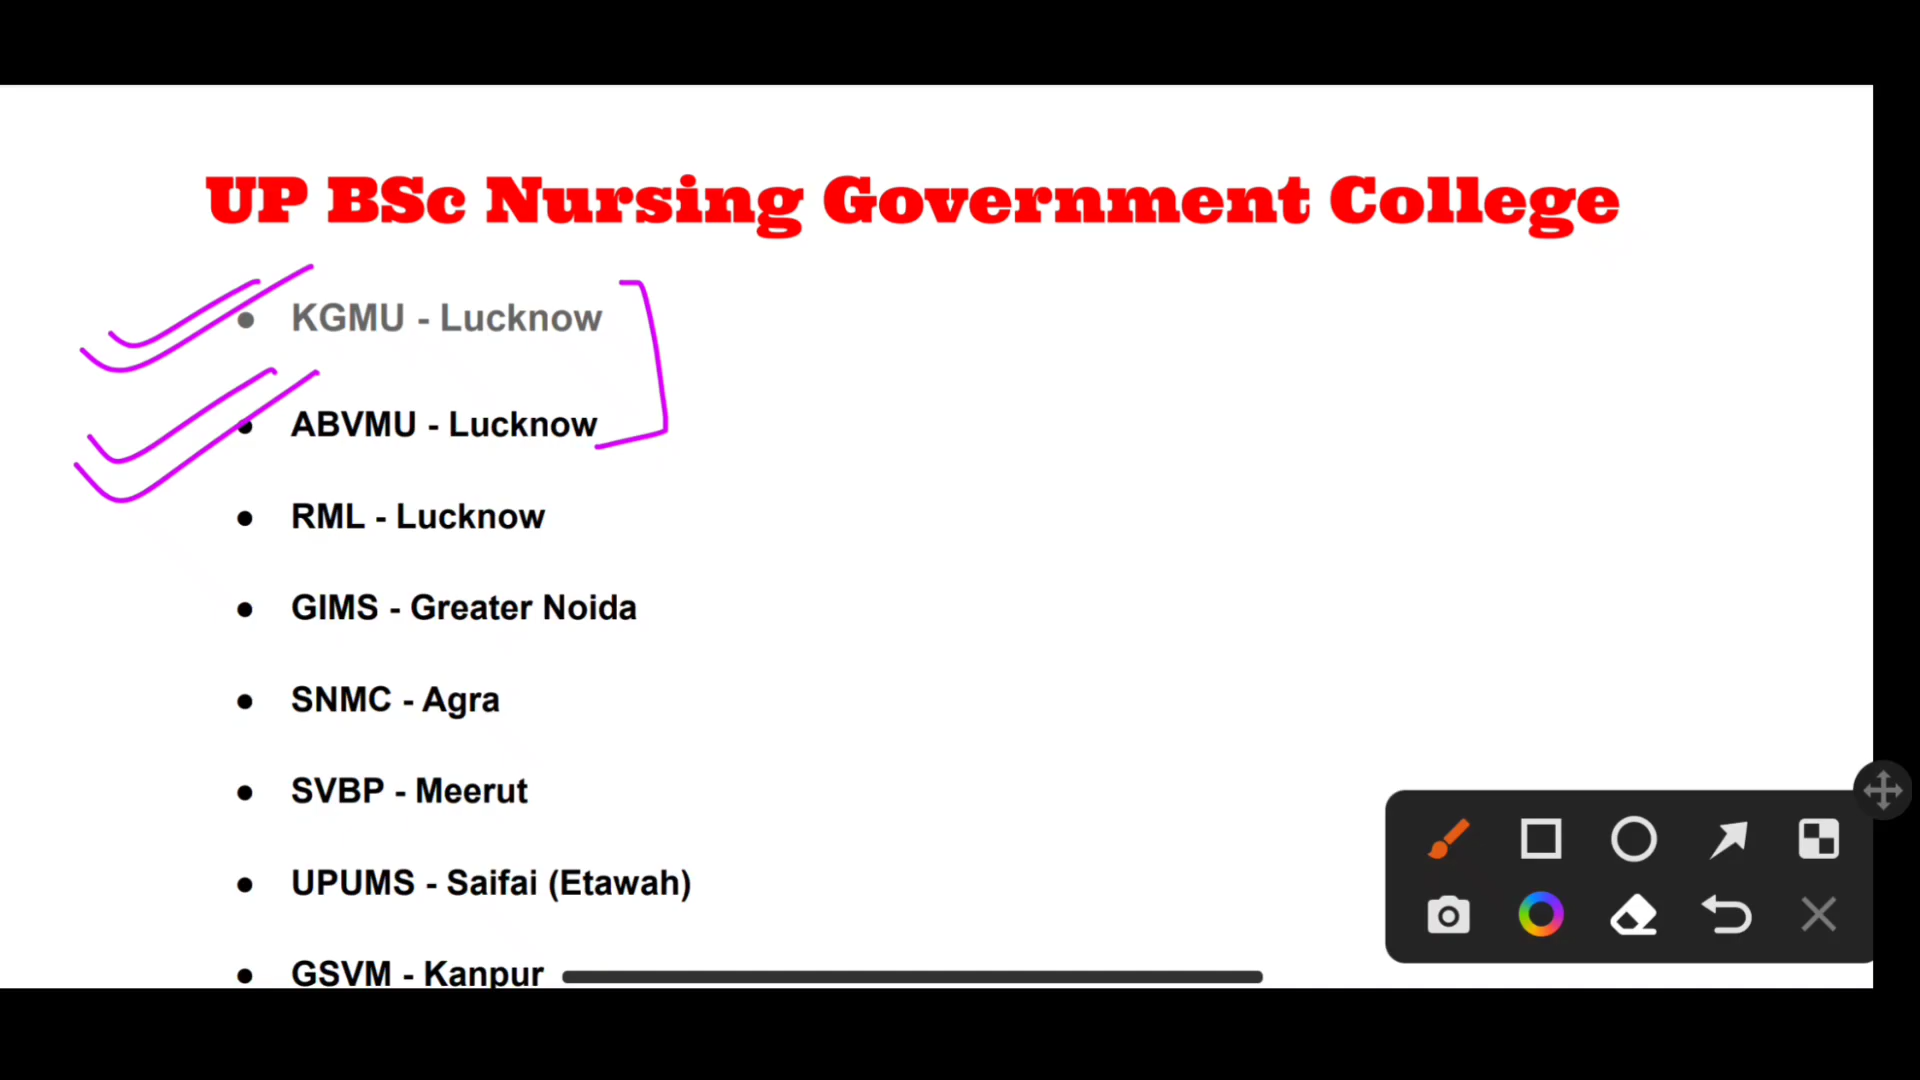 UP BSc Nursing Government College
● KGMU - Lucknow
● ABVMU - Lucknow
● RML - Lucknow
● GIMS - Greater Noida
● SNMC - Agra
● SVBP - Meerut
● UPUMS - Saifai (Etawah)
● GSVM - Kanpur